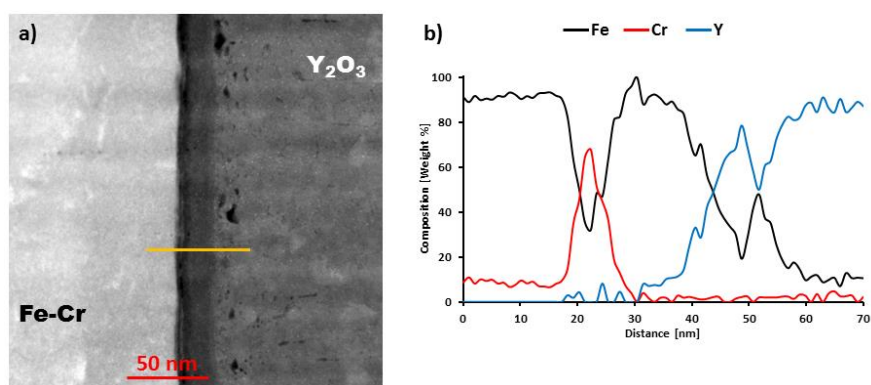 a)
Y₂O₃
Fe-Cr
50 nm
b)
Fe Cr Y
Composition [Weight %]
100
80
60
40
20
0
0 10 20 30 40 50 60 70
Distance [nm]